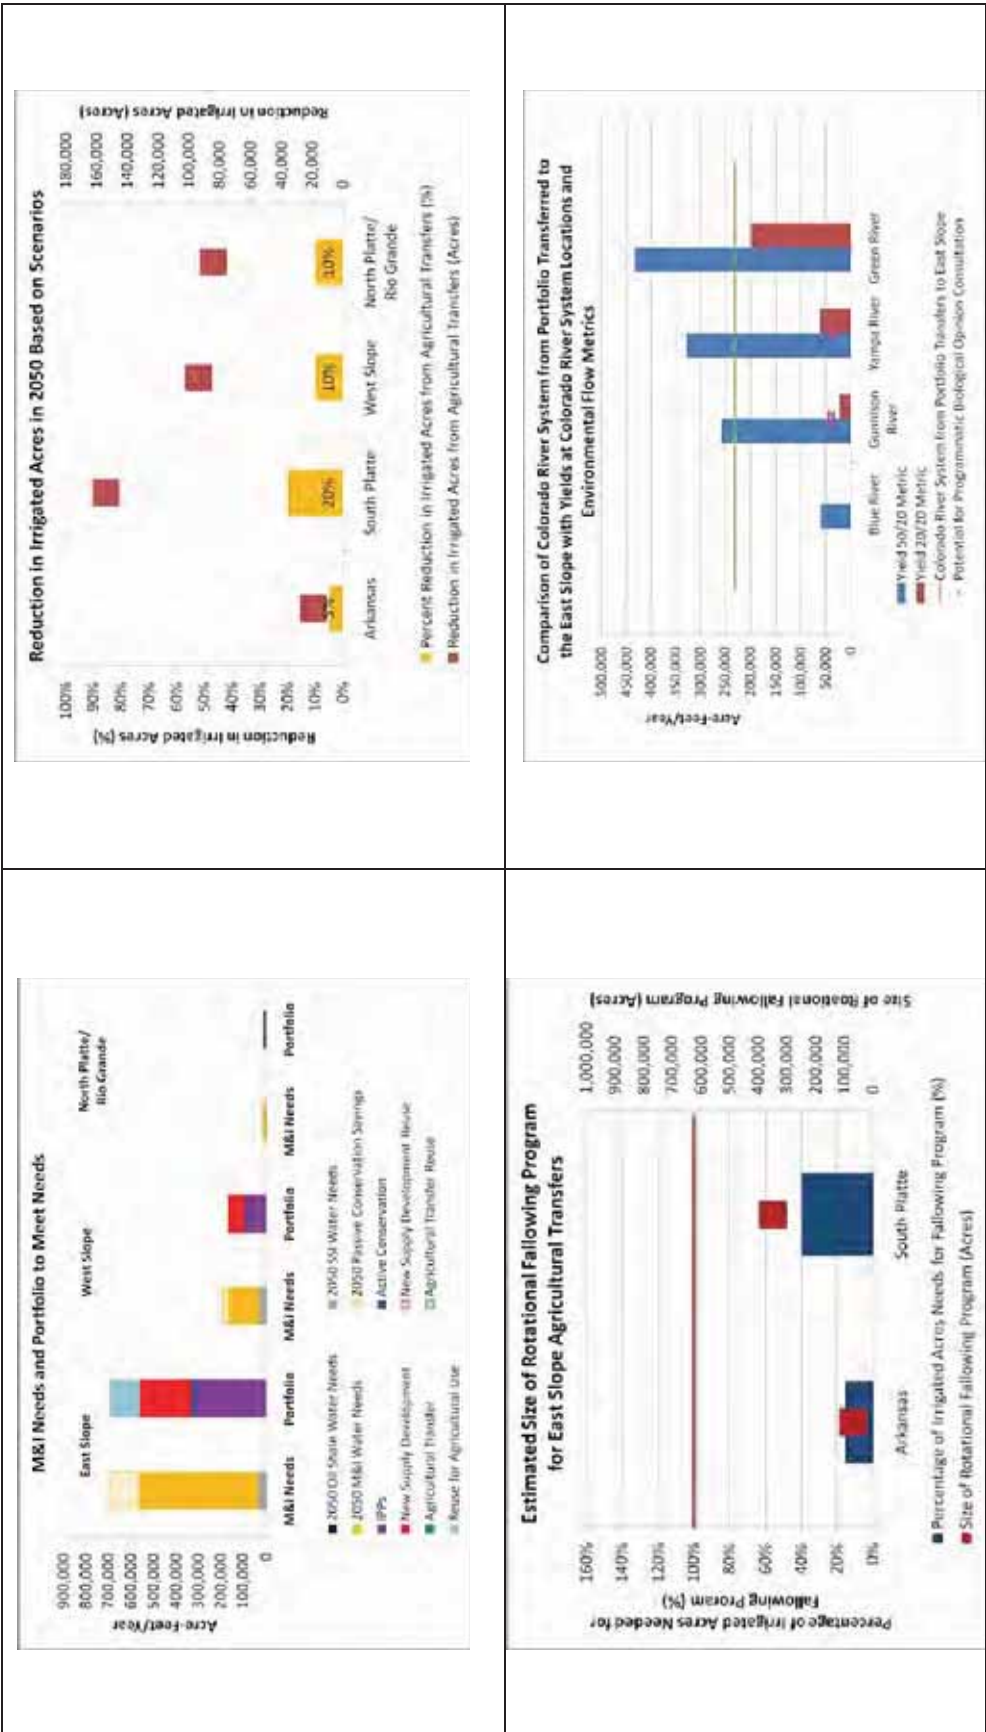 M&I Needs and Portfolio to Meet Needs
East Slope
West Slope
North Platte/
Rio Grande
900,000
800,000
700,000
600,000
500,000
400,000
300,000
200,000
100,000
0
Acre-Feet/Year
M&I Needs
Portfolio
M&I Needs
Portfolio
M&I Needs
Portfolio
2050 Oil Shale Water Needs
2050 SSI Water Needs
2050 M&I Water Needs
2050 Passive Conservation Savings
IPPs
Active Conservation
New Supply Development
New Supply Development Reuse
Agricultural Transfer
Agricultural Transfer Reuse
Reuse for Agricultural Use
Reduction in Irrigated Acres in 2050 Based on Scenarios
100%
90%
80%
70%
60%
50%
40%
30%
20%
10%
0%
Reduction in Irrigated Acres (%)
180,000
160,000
140,000
120,000
100,000
80,000
60,000
40,000
20,000
0
Reduction in Irrigated Acres (Acres)
20%
10%
10%
Arkansas
South Platte
West Slope
North Platte/
Rio Grande
Percent Reduction in Irrigated Acres from Agricultural Transfers (%)
Reduction in Irrigated Acres from Agricultural Transfers (Acres)
Estimated Size of Rotational Fallowing Program
for East Slope Agricultural Transfers
160%
140%
120%
100%
80%
60%
40%
20%
0%
Percentage of Irrigated Acres Needed for
Fallowing Proram (%)
1,000,000
900,000
800,000
700,000
600,000
500,000
400,000
300,000
200,000
100,000
0
Size of Roational Fallowing Program (Acres)
Arkansas
South Platte
Percentage of Irrigated Acres Needs for Fallowing Program (%)
Size of Rotational Fallowing Program (Acres)
Comparison of Colorado River System from Portfolio Transferred to
the East Slope with Yields at Colorado River System Locations and
Environmental Flow Metrics
500,000
450,000
400,000
350,000
300,000
250,000
200,000
150,000
100,000
50,000
0
Acre-Feet/Year
Blue River
Gunnison
River
Yampa River
Green River
Yield 50/20 Metric
Yield 20/20 Metric
Colorado River System from Portfolio Transfers to East Slope
Potential for Programmatic Biological Opinion Consultation